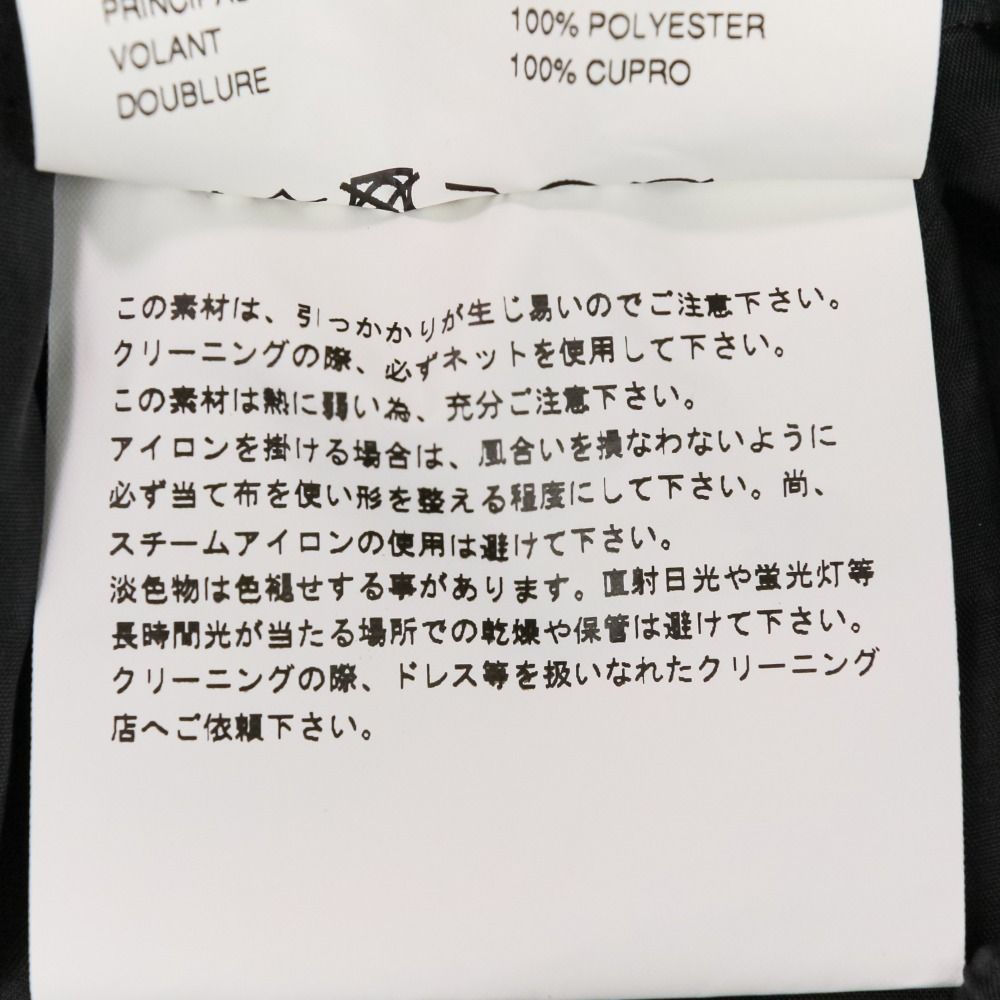 PRINCIPAL
VOLANT 100% POLYESTER
DOUBLURE 100% CUPRO
この素材は、引っかかりが生じ易いのでご注意下さい。
クリーニングの際、必ずネットを使用して下さい。
この素材は熱に弱い為、充分ご注意下さい。
アイロンを掛ける場合は、風合いを損なわないように
必ず当て布を使い形を整える程度にして下さい。尚、
スチームアイロンの使用は避けて下さい。
淡色物は色褪せする事があります。直射日光や蛍光灯等
長時間光が当たる場所での乾燥や保管は避けて下さい。
クリーニングの際、ドレス等を扱いなれたクリーニング
店へご依頼下さい。